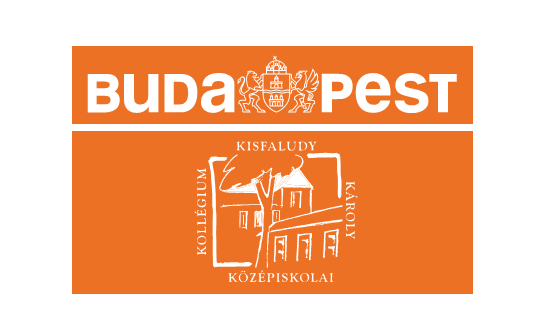 BUDAPEST
KISFALUDY
KÁROLY
KÖZÉPISKOLAI
KOLLÉGIUM